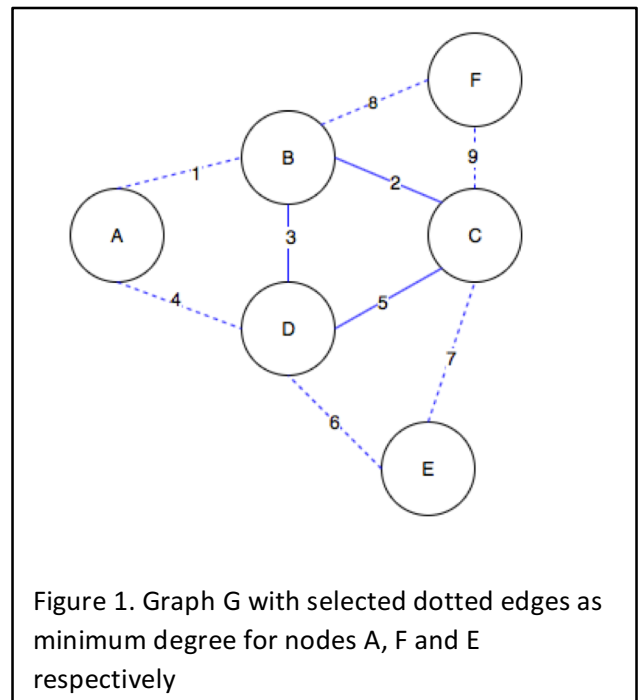 F
8
B
9
1
2
A
3
C
4
5
D
7
6
E
Figure 1. Graph G with selected dotted edges as
minimum degree for nodes A, F and E
respectively